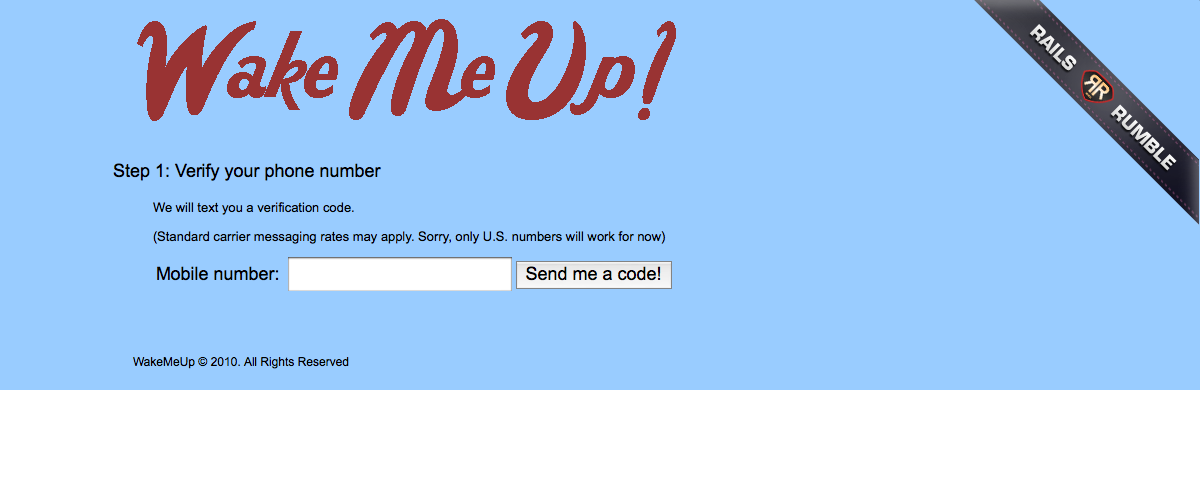 Wake Me Up!
RAILS RR RUMBLE
Step 1: Verify your phone number
We will text you a verification code.
(Standard carrier messaging rates may apply. Sorry, only U.S. numbers will work for now)
Mobile number: Send me a code!
WakeMeUp © 2010. All Rights Reserved